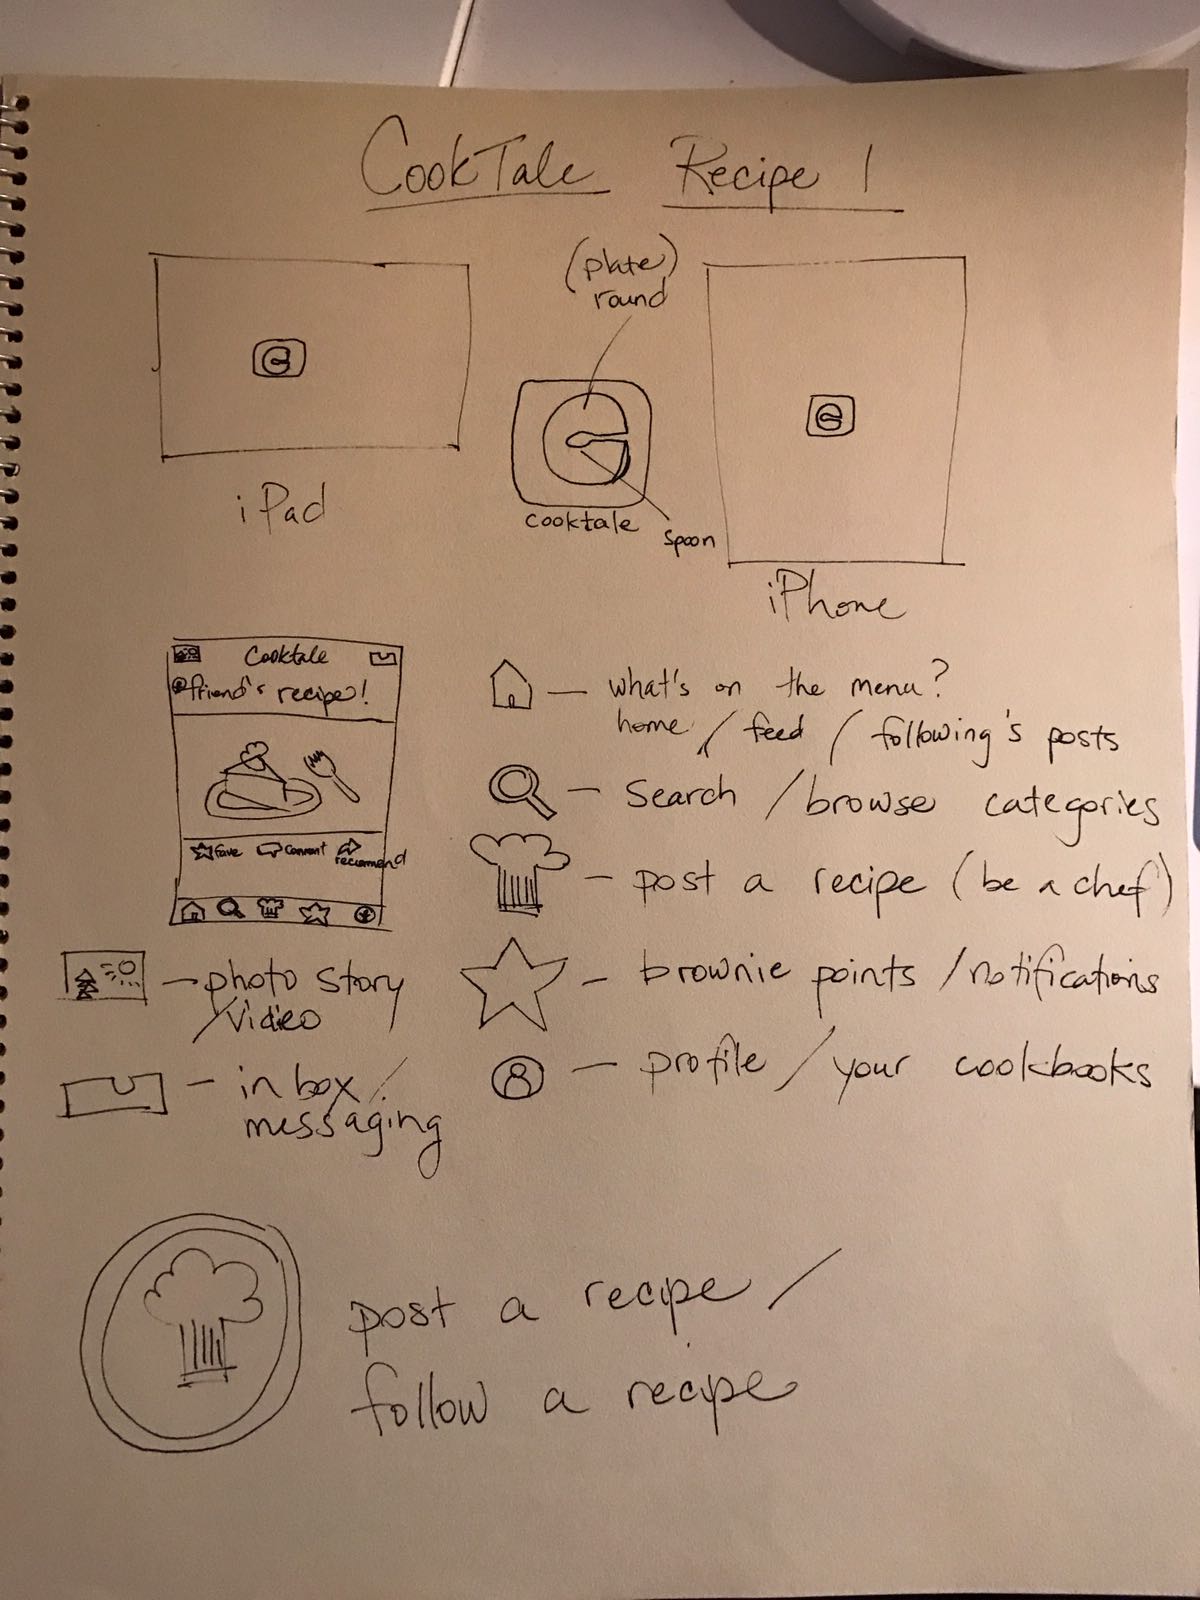 CookTale Recipe 1
(plate)
round
iPad
cooktale
spoon
iPhone
Cooktale
@friend's recipe!
fave comment recommend
what's on the menu?
home / feed / following's posts
search / browse categories
post a recipe (be a chef)
brownie points / notifications
profile / your cookbooks
photo story
/video
inbox /
messaging
post a recipe /
follow a recipe